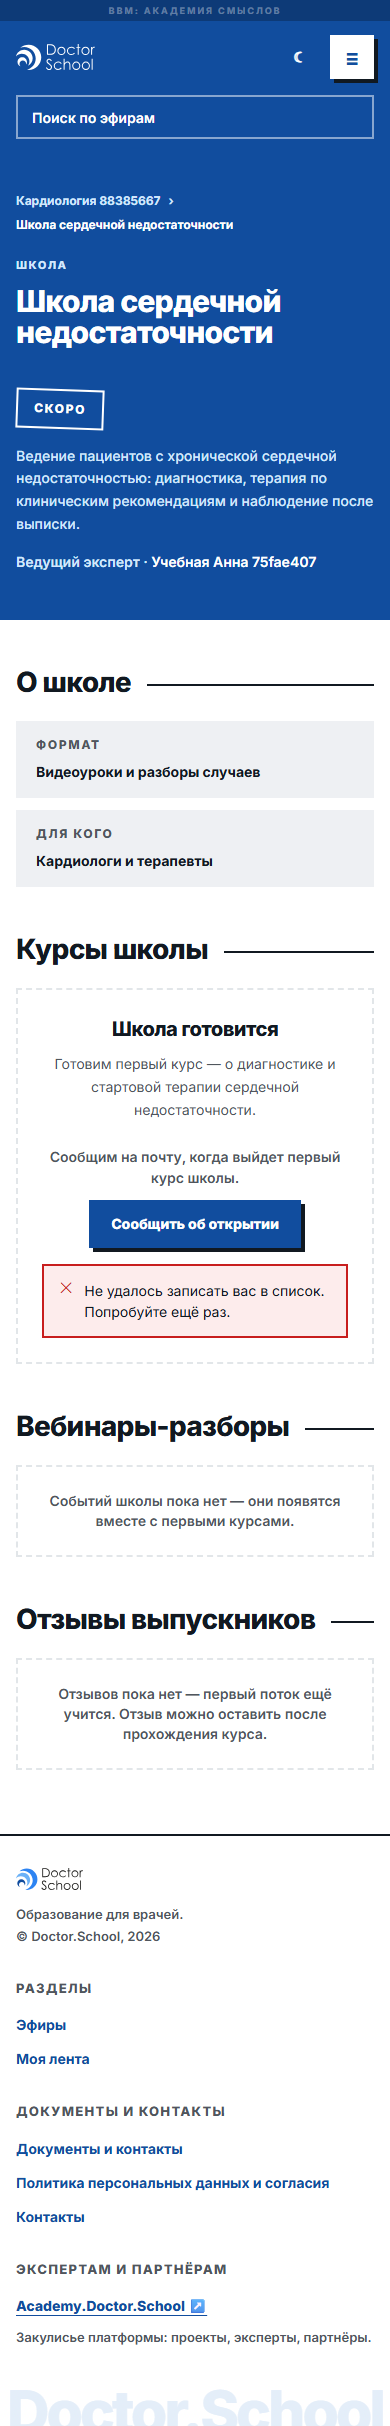 ВВМ: АКАДЕМИЯ СМЫСЛОВ
Doctor
School
Поиск по эфирам
Кардиология 88385667 ›
Школа сердечной недостаточности
ШКОЛА
Школа сердечной
недостаточности
СКОРО
Ведение пациентов с хронической сердечной
недостаточностью: диагностика, терапия по
клиническим рекомендациям и наблюдение после
выписки.
Ведущий эксперт · Учебная Анна 75fae407
О школе
ФОРМАТ
Видеоуроки и разборы случаев
ДЛЯ КОГО
Кардиологи и терапевты
Курсы школы
Школа готовится
Готовим первый курс — о диагностике и
стартовой терапии сердечной
недостаточности.
Сообщим на почту, когда выйдет первый
курс школы.
Сообщить об открытии
Не удалось записать вас в список.
Попробуйте ещё раз.
Вебинары-разборы
Событий школы пока нет — они появятся
вместе с первыми курсами.
Отзывы выпускников
Отзывов пока нет — первый поток ещё
учится. Отзыв можно оставить после
прохождения курса.
Doctor
School
Образование для врачей.
© Doctor.School, 2026
РАЗДЕЛЫ
Эфиры
Моя лента
ДОКУМЕНТЫ И КОНТАКТЫ
Документы и контакты
Политика персональных данных и согласия
Контакты
ЭКСПЕРТАМ И ПАРТНЁРАМ
Academy.Doctor.School ↗
Закулисье платформы: проекты, эксперты, партнёры.
Doctor.School